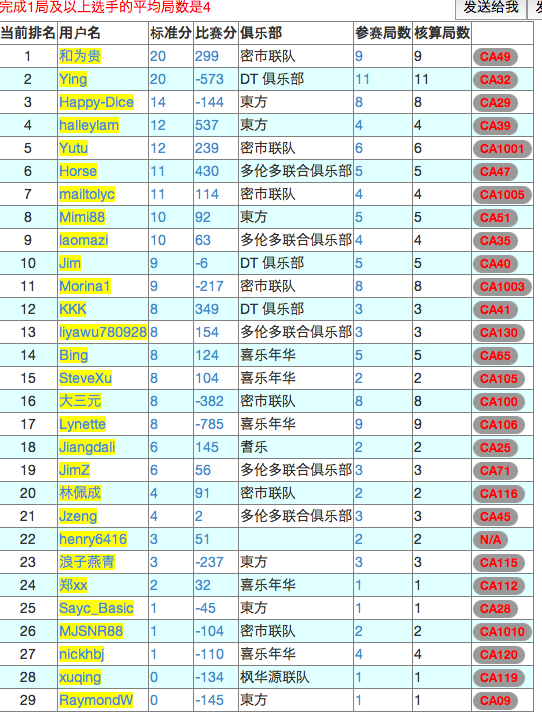 完成1局及以上选手的平均局数是4
发送给我
当前排名 用户名 标准分 比赛分 俱乐部 参赛局数 核算局数
1 和为贵 20 299 密市联队 9 9 CA49
2 Ying 20 -573 DT 俱乐部 11 11 CA32
3 Happy-Dice 14 -144 東方 8 8 CA29
4 halleylam 12 537 東方 4 4 CA39
5 Yutu 12 239 密市联队 6 6 CA1001
6 Horse 11 430 多伦多联合俱乐部 5 5 CA47
7 mailtolyc 11 114 密市联队 4 4 CA1005
8 Mimi88 10 92 東方 5 5 CA51
9 laomazi 10 63 多伦多联合俱乐部 4 4 CA35
10 Jim 9 -6 DT 俱乐部 5 5 CA40
11 Morina1 9 -217 密市联队 8 8 CA1003
12 KKK 8 349 DT 俱乐部 3 3 CA41
13 liyawu780928 8 154 多伦多联合俱乐部 3 3 CA130
14 Bing 8 124 喜乐年华 5 5 CA65
15 SteveXu 8 104 喜乐年华 2 2 CA105
16 大三元 8 -382 密市联队 8 8 CA100
17 Lynette 8 -785 喜乐年华 9 9 CA106
18 Jiangdali 6 145 耆乐 2 2 CA25
19 JimZ 6 56 多伦多联合俱乐部 3 3 CA71
20 林佩成 4 91 密市联队 2 2 CA116
21 Jzeng 4 2 多伦多联合俱乐部 3 3 CA45
22 henry6416 3 51 2 2 N/A
23 浪子燕青 3 -237 東方 3 3 CA115
24 郑xx 2 32 喜乐年华 1 1 CA112
25 Sayc_Basic 1 -45 東方 1 1 CA28
26 MJSNR88 1 -104 密市联队 2 2 CA1010
27 nickhbj 1 -110 喜乐年华 4 4 CA120
28 xuqing 0 -134 枫华源联队 1 1 CA119
29 RaymondW 0 -145 東方 1 1 CA09